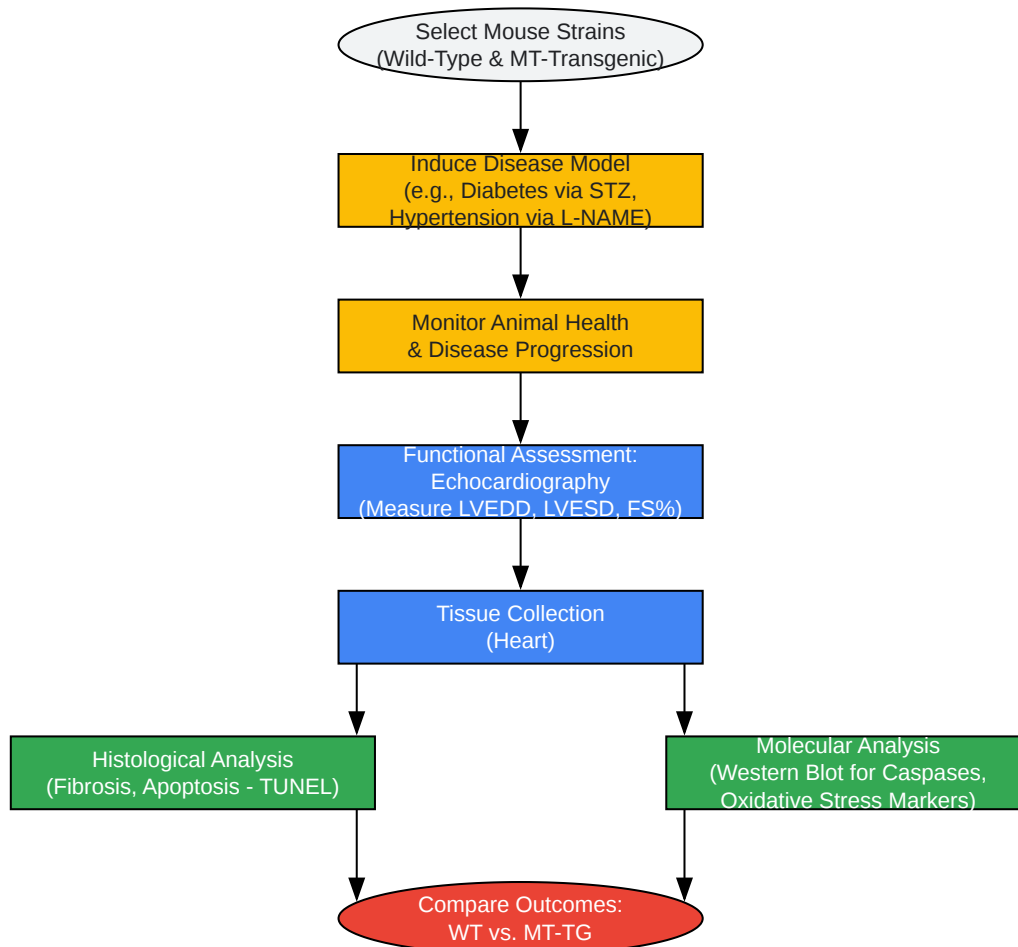 Select Mouse Strains
(Wild-Type & MT-Transgenic)
Induce Disease Model
(e.g., Diabetes via STZ,
Hypertension via L-NAME)
Monitor Animal Health
& Disease Progression
Functional Assessment:
Echocardiography
(Measure LVEDD, LVESD, FS%)
Tissue Collection
(Heart)
Histological Analysis
(Fibrosis, Apoptosis - TUNEL)
Molecular Analysis
(Western Blot for Caspases,
Oxidative Stress Markers)
Compare Outcomes:
WT vs. MT-TG